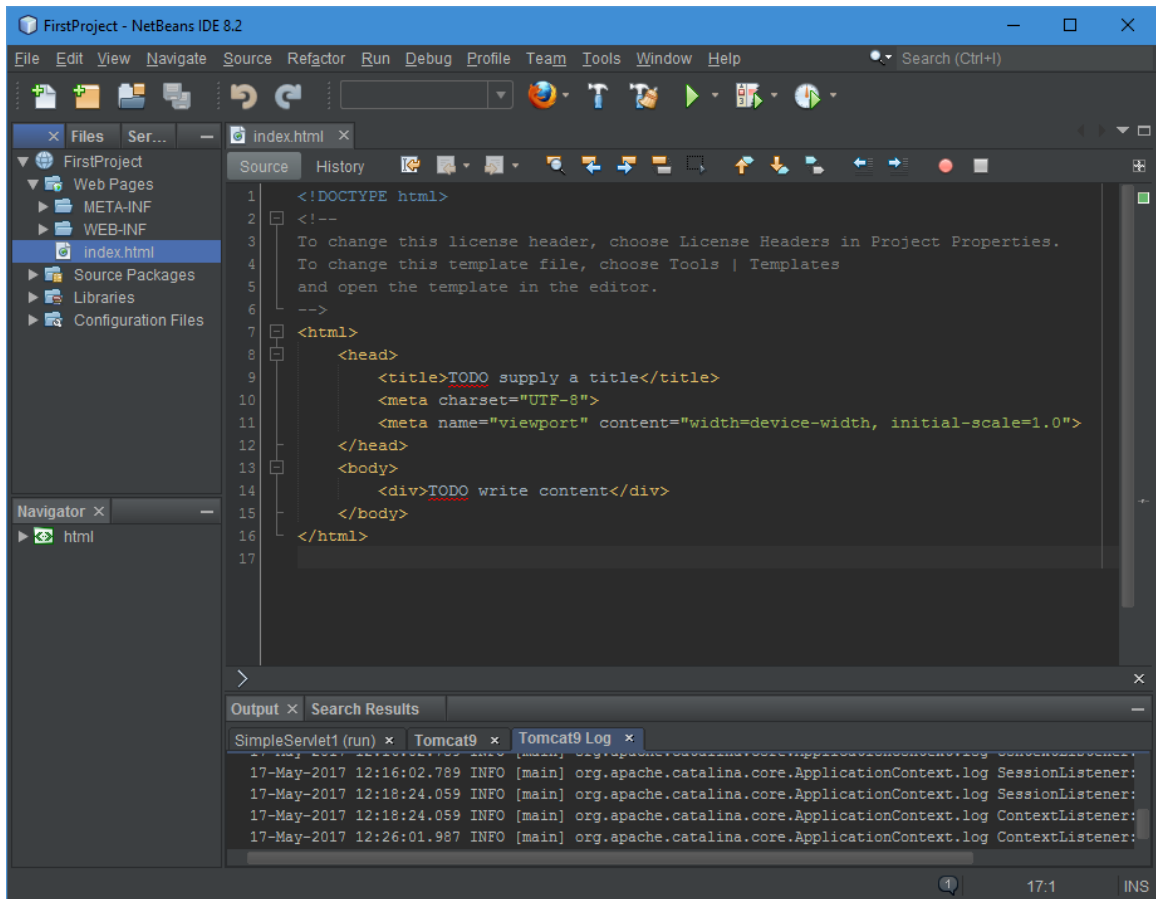 FirstProject - NetBeans IDE 8.2
File Edit View Navigate Source Refactor Run Debug Profile Team Tools Window Help
Search (Ctrl+I)
Files Ser...
FirstProject
Web Pages
META-INF
WEB-INF
index.html
Source Packages
Libraries
Configuration Files
Navigator
html
index.html
Source History
1 <!DOCTYPE html>
2 <!--
3 To change this license header, choose License Headers in Project Properties.
4 To change this template file, choose Tools | Templates
5 and open the template in the editor.
6 -->
7 <html>
8 <head>
9 <title>TODO supply a title</title>
10 <meta charset="UTF-8">
11 <meta name="viewport" content="width=device-width, initial-scale=1.0">
12 </head>
13 <body>
14 <div>TODO write content</div>
15 </body>
16 </html>
17
Output Search Results
SimpleServlet1 (run) Tomcat9 Tomcat9 Log
17-May-2017 12:16:02.789 INFO [main] org.apache.catalina.core.ApplicationContext.log SessionListener:
17-May-2017 12:18:24.059 INFO [main] org.apache.catalina.core.ApplicationContext.log SessionListener:
17-May-2017 12:18:24.059 INFO [main] org.apache.catalina.core.ApplicationContext.log ContextListener:
17-May-2017 12:26:01.987 INFO [main] org.apache.catalina.core.ApplicationContext.log ContextListener:
1 17:1 INS